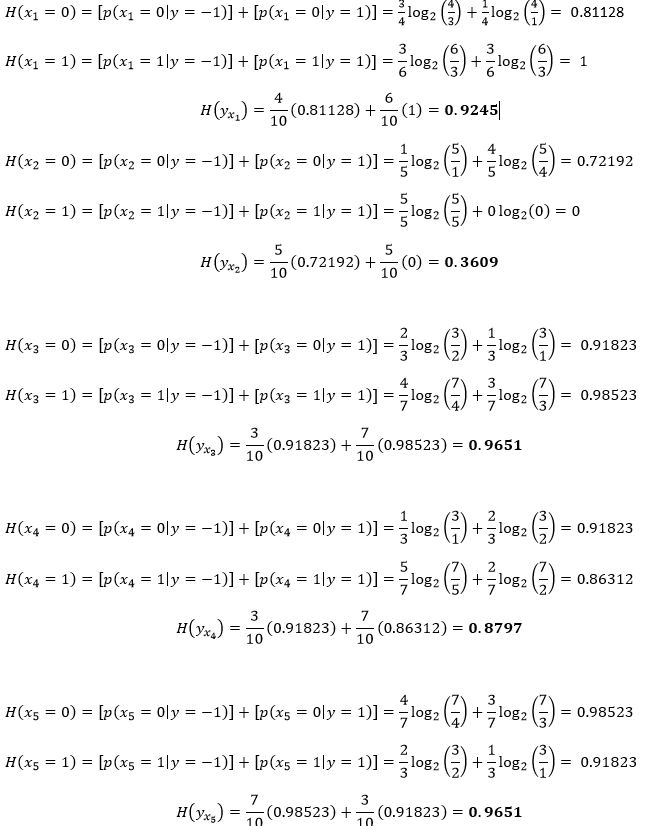 H(x₁ = 0) = [p(x₁ = 0|y = −1)] + [p(x₁ = 0|y = 1)] = 3/4 log₂ (4/3) + 1/4 log₂ (4/1) = 0.81128
H(x₁ = 1) = [p(x₁ = 1|y = −1)] + [p(x₁ = 1|y = 1)] = 3/6 log₂ (6/3) + 3/6 log₂ (6/3) = 1
H(y_x₁) = 4/10 (0.81128) + 6/10 (1) = 0.9245
H(x₂ = 0) = [p(x₂ = 0|y = −1)] + [p(x₂ = 0|y = 1)] = 1/5 log₂ (5/1) + 4/5 log₂ (5/4) = 0.72192
H(x₂ = 1) = [p(x₂ = 1|y = −1)] + [p(x₂ = 1|y = 1)] = 5/5 log₂ (5/5) + 0 log₂(0) = 0
H(y_x₂) = 5/10 (0.72192) + 5/10 (0) = 0.3609
H(x₃ = 0) = [p(x₃ = 0|y = −1)] + [p(x₃ = 0|y = 1)] = 2/3 log₂ (3/2) + 1/3 log₂ (3/1) = 0.91823
H(x₃ = 1) = [p(x₃ = 1|y = −1)] + [p(x₃ = 1|y = 1)] = 4/7 log₂ (7/4) + 3/7 log₂ (7/3) = 0.98523
H(y_x₃) = 3/10 (0.91823) + 7/10 (0.98523) = 0.9651
H(x₄ = 0) = [p(x₄ = 0|y = −1)] + [p(x₄ = 0|y = 1)] = 1/3 log₂ (3/1) + 2/3 log₂ (3/2) = 0.91823
H(x₄ = 1) = [p(x₄ = 1|y = −1)] + [p(x₄ = 1|y = 1)] = 5/7 log₂ (7/5) + 2/7 log₂ (7/2) = 0.86312
H(y_x₄) = 3/10 (0.91823) + 7/10 (0.86312) = 0.8797
H(x₅ = 0) = [p(x₅ = 0|y = −1)] + [p(x₅ = 0|y = 1)] = 4/7 log₂ (7/4) + 3/7 log₂ (7/3) = 0.98523
H(x₅ = 1) = [p(x₅ = 1|y = −1)] + [p(x₅ = 1|y = 1)] = 2/3 log₂ (3/2) + 1/3 log₂ (3/1) = 0.91823
H(y_x₅) = 7/10 (0.98523) + 3/10 (0.91823) = 0.9651